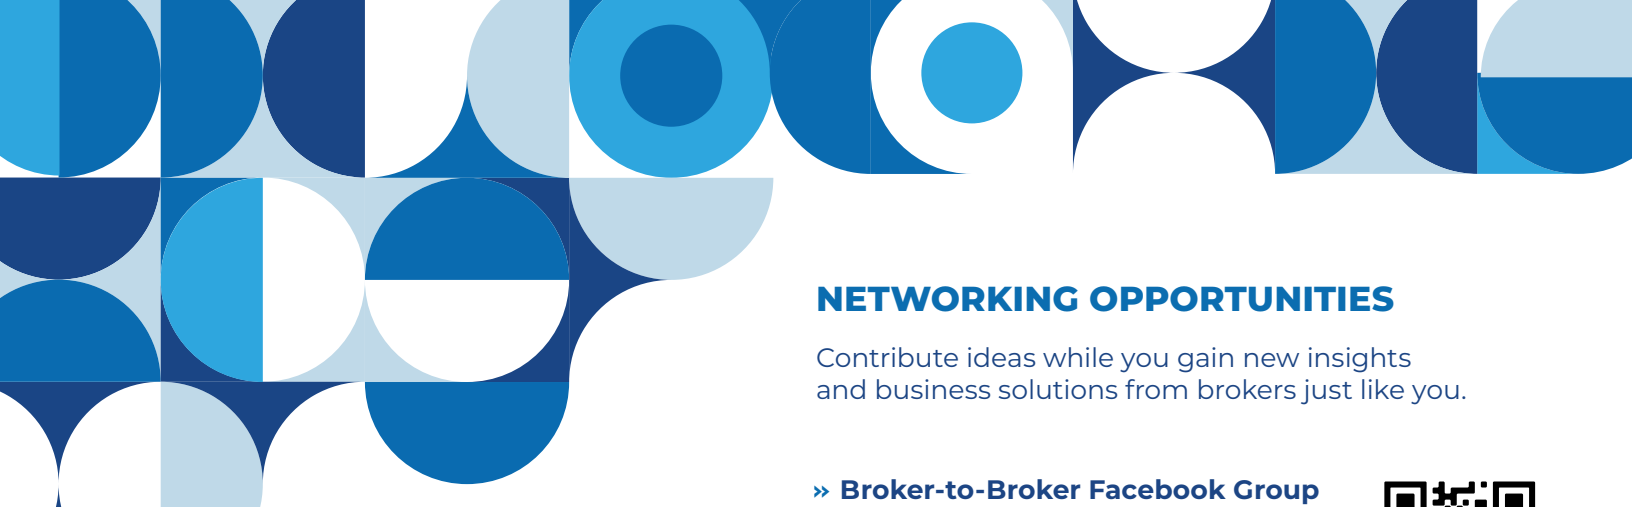 NETWORKING OPPORTUNITIES
Contribute ideas while you gain new insights
and business solutions from brokers just like you.
» Broker-to-Broker Facebook Group